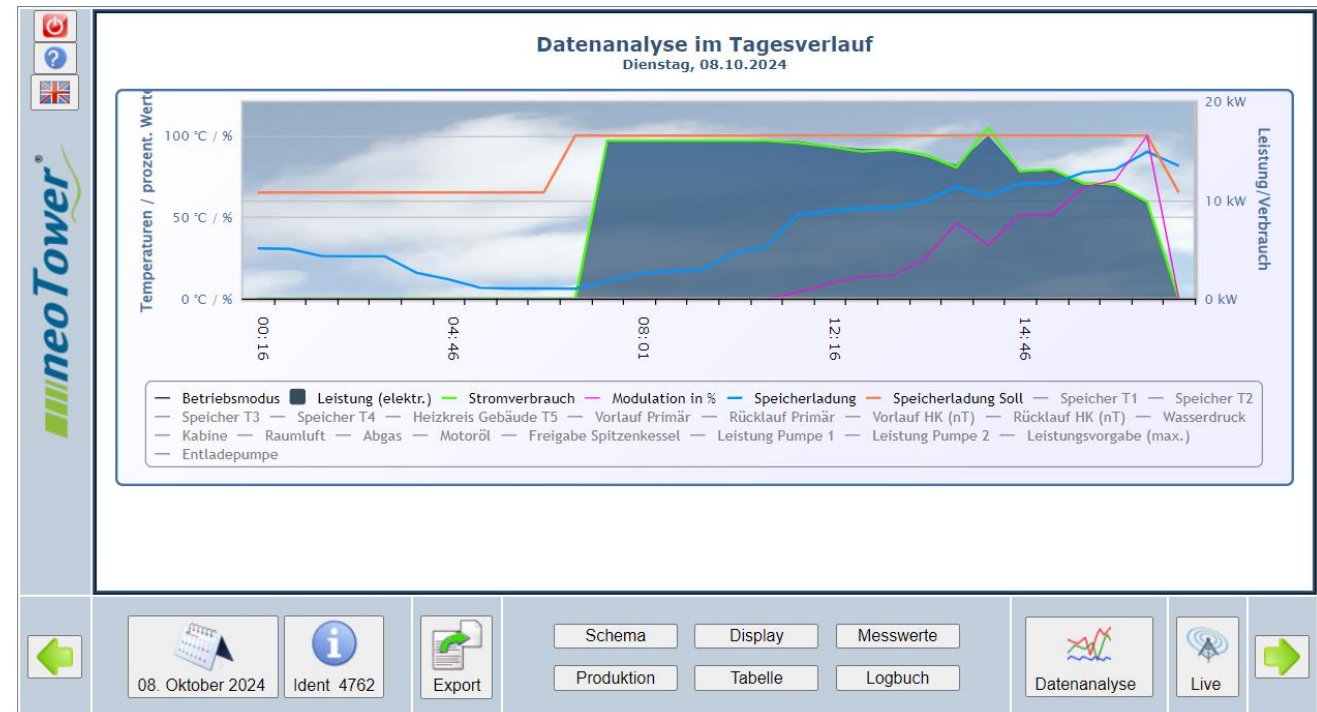 Datenanalyse im Tagesverlauf
Dienstag, 08.10.2024
neoTower®
Temperaturen / prozent. Werte
100 °C / %
50 °C / %
0 °C / %
20 kW
10 kW
0 kW
Leistung/Verbrauch
00:16
04:46
08:01
12:16
14:46
Betriebsmodus Leistung (elektr.) Stromverbrauch Modulation in % Speicherladung Speicherladung Soll Speicher T1 Speicher T2
Speicher T3 Speicher T4 Heizkreis Gebäude T5 Vorlauf Primär Rücklauf Primär Vorlauf HK (nT) Rücklauf HK (nT) Wasserdruck
Kabine Raumluft Abgas Motoröl Freigabe Spitzenkessel Leistung Pumpe 1 Leistung Pumpe 2 Leistungsvorgabe (max.)
Entladepumpe
08. Oktober 2024
Ident 4762
Export
Schema
Display
Messwerte
Produktion
Tabelle
Logbuch
Datenanalyse
Live